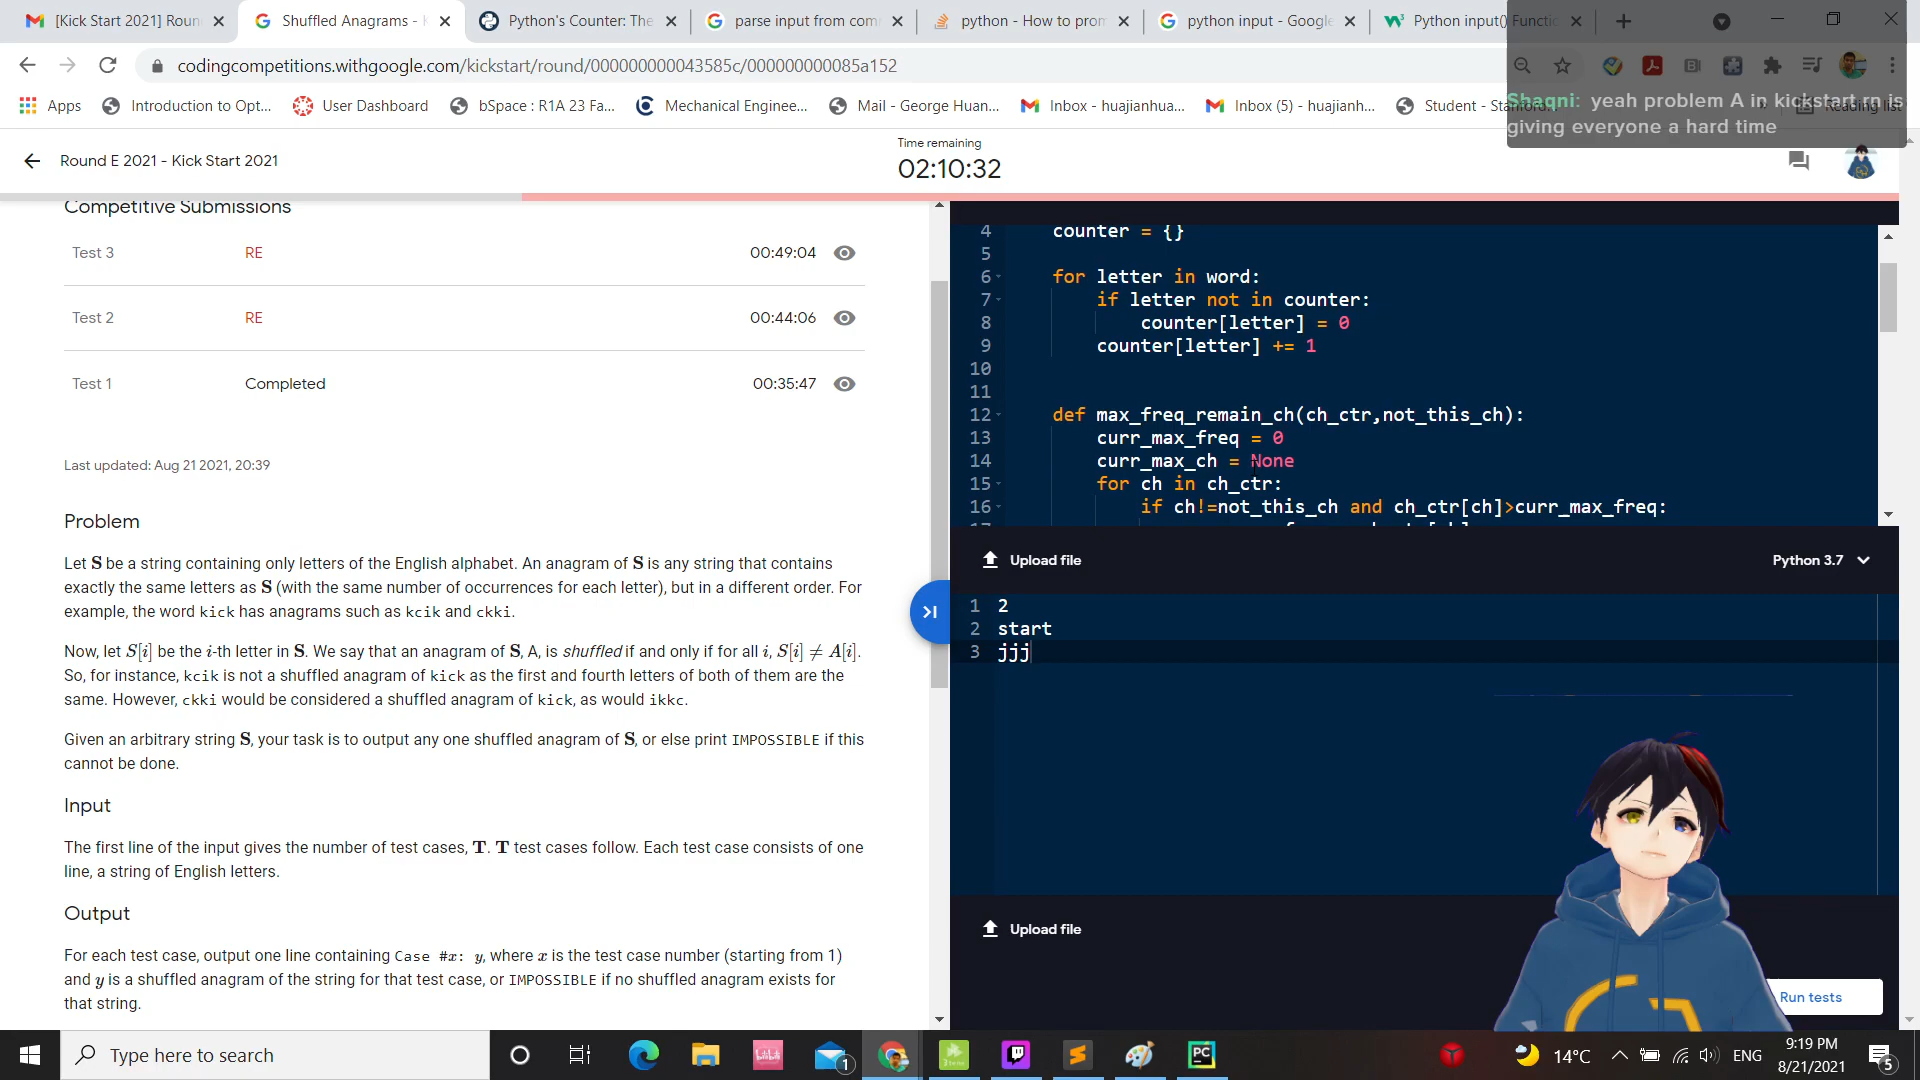 [Kick Start 2021] Roun
Shuffled Anagrams - K
Python's Counter: The
parse input from com
python - How to prom
python input - Google
Python input() Functio
codingcompetitions.withgoogle.com/kickstart/round/000000000043585c/000000000085a152
Apps
Introduction to Opt...
User Dashboard
bSpace : R1A 23 Fa...
Mechanical Enginee...
Mail - George Huan...
Inbox - huajianhua...
Inbox (5) - huajianh...
Student - Stanford...
Reading list
Shaqni: yeah problem A in kickstart rn is
giving everyone a hard time
Round E 2021 - Kick Start 2021
Time remaining
02:10:32
Competitive Submissions
Test 3 RE 00:49:04
Test 2 RE 00:44:06
Test 1 Completed 00:35:47
Last updated: Aug 21 2021, 20:39
Problem
Let S be a string containing only letters of the English alphabet. An anagram of S is any string that contains
exactly the same letters as S (with the same number of occurrences for each letter), but in a different order. For
example, the word kick has anagrams such as kcik and ckki.
Now, let S[i] be the i-th letter in S. We say that an anagram of S, A, is shuffled if and only if for all i, S[i] ≠ A[i].
So, for instance, kcik is not a shuffled anagram of kick as the first and fourth letters of both of them are the
same. However, ckki would be considered a shuffled anagram of kick, as would ikkc.
Given an arbitrary string S, your task is to output any one shuffled anagram of S, or else print IMPOSSIBLE if this
cannot be done.
Input
The first line of the input gives the number of test cases, T. T test cases follow. Each test case consists of one
line, a string of English letters.
Output
For each test case, output one line containing Case #x: y, where x is the test case number (starting from 1)
and y is a shuffled anagram of the string for that test case, or IMPOSSIBLE if no shuffled anagram exists for
that string.
4 counter = {}
5
6 for letter in word:
7 if letter not in counter:
8 counter[letter] = 0
9 counter[letter] += 1
10
11
12 def max_freq_remain_ch(ch_ctr,not_this_ch):
13 curr_max_freq = 0
14 curr_max_ch = None
15 for ch in ch_ctr:
16 if ch!=not_this_ch and ch_ctr[ch]>curr_max_freq:
Upload file
Python 3.7
1 2
2 start
3 jjj
Upload file
Run tests
Type here to search
1
14°C
ENG
9:19 PM
8/21/2021
5